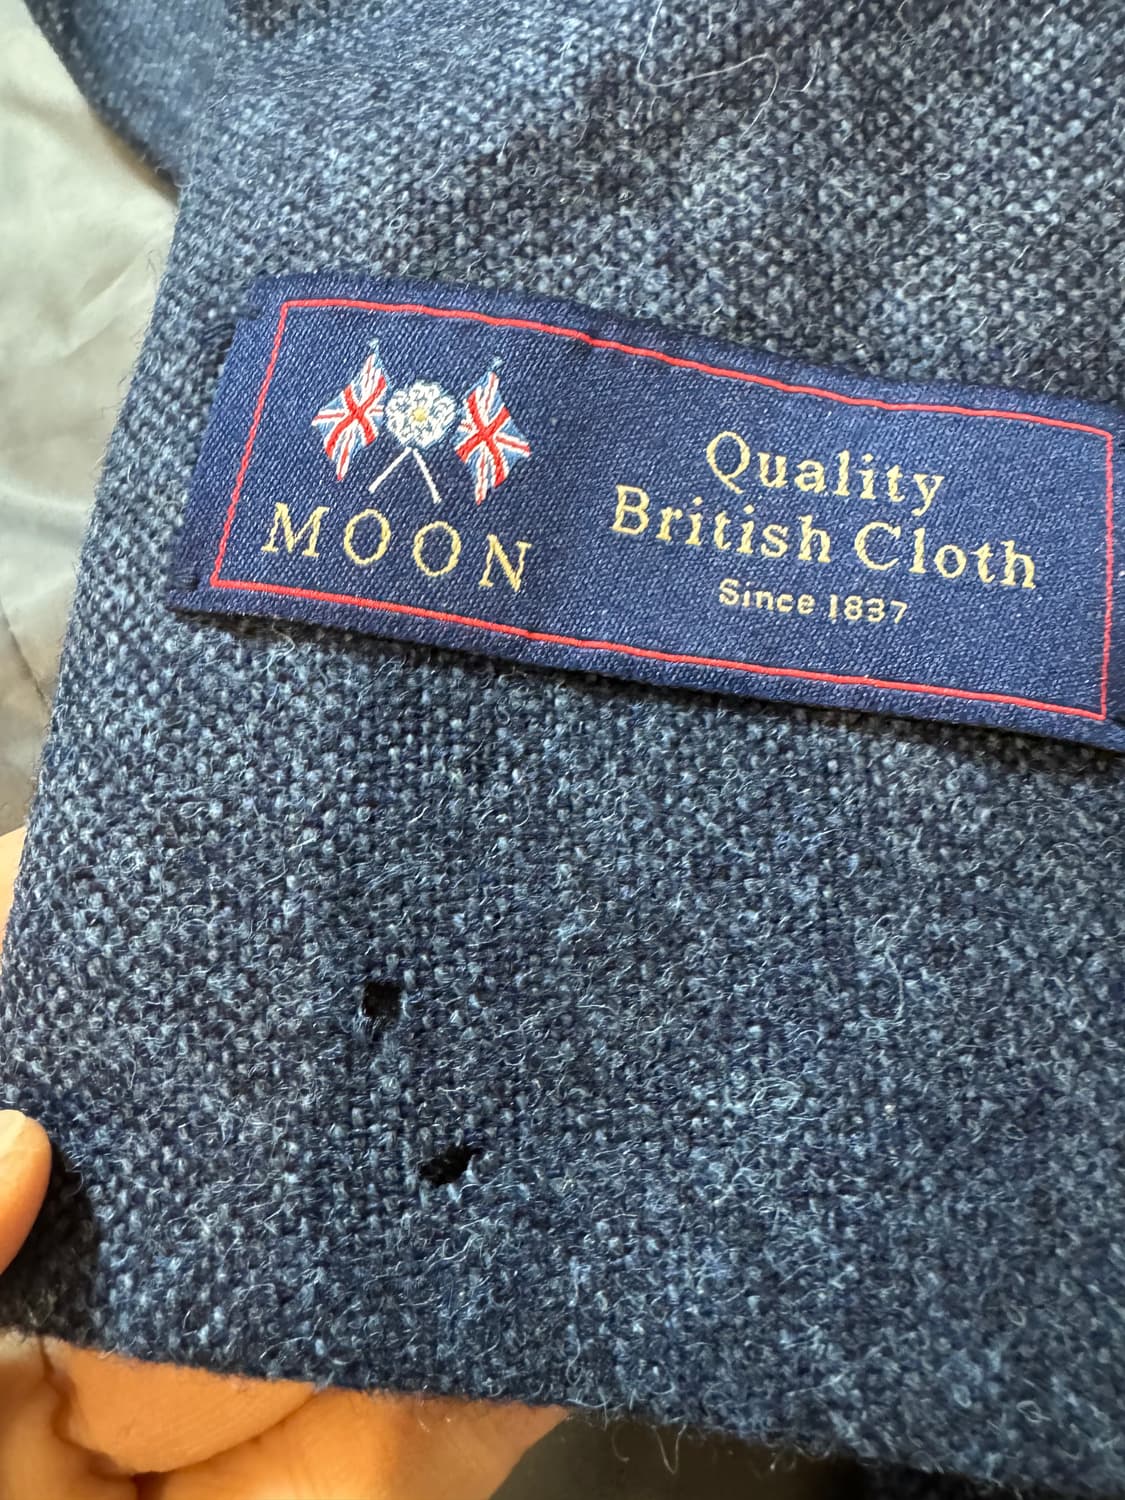 MOON
Quality
British Cloth
Since 1837